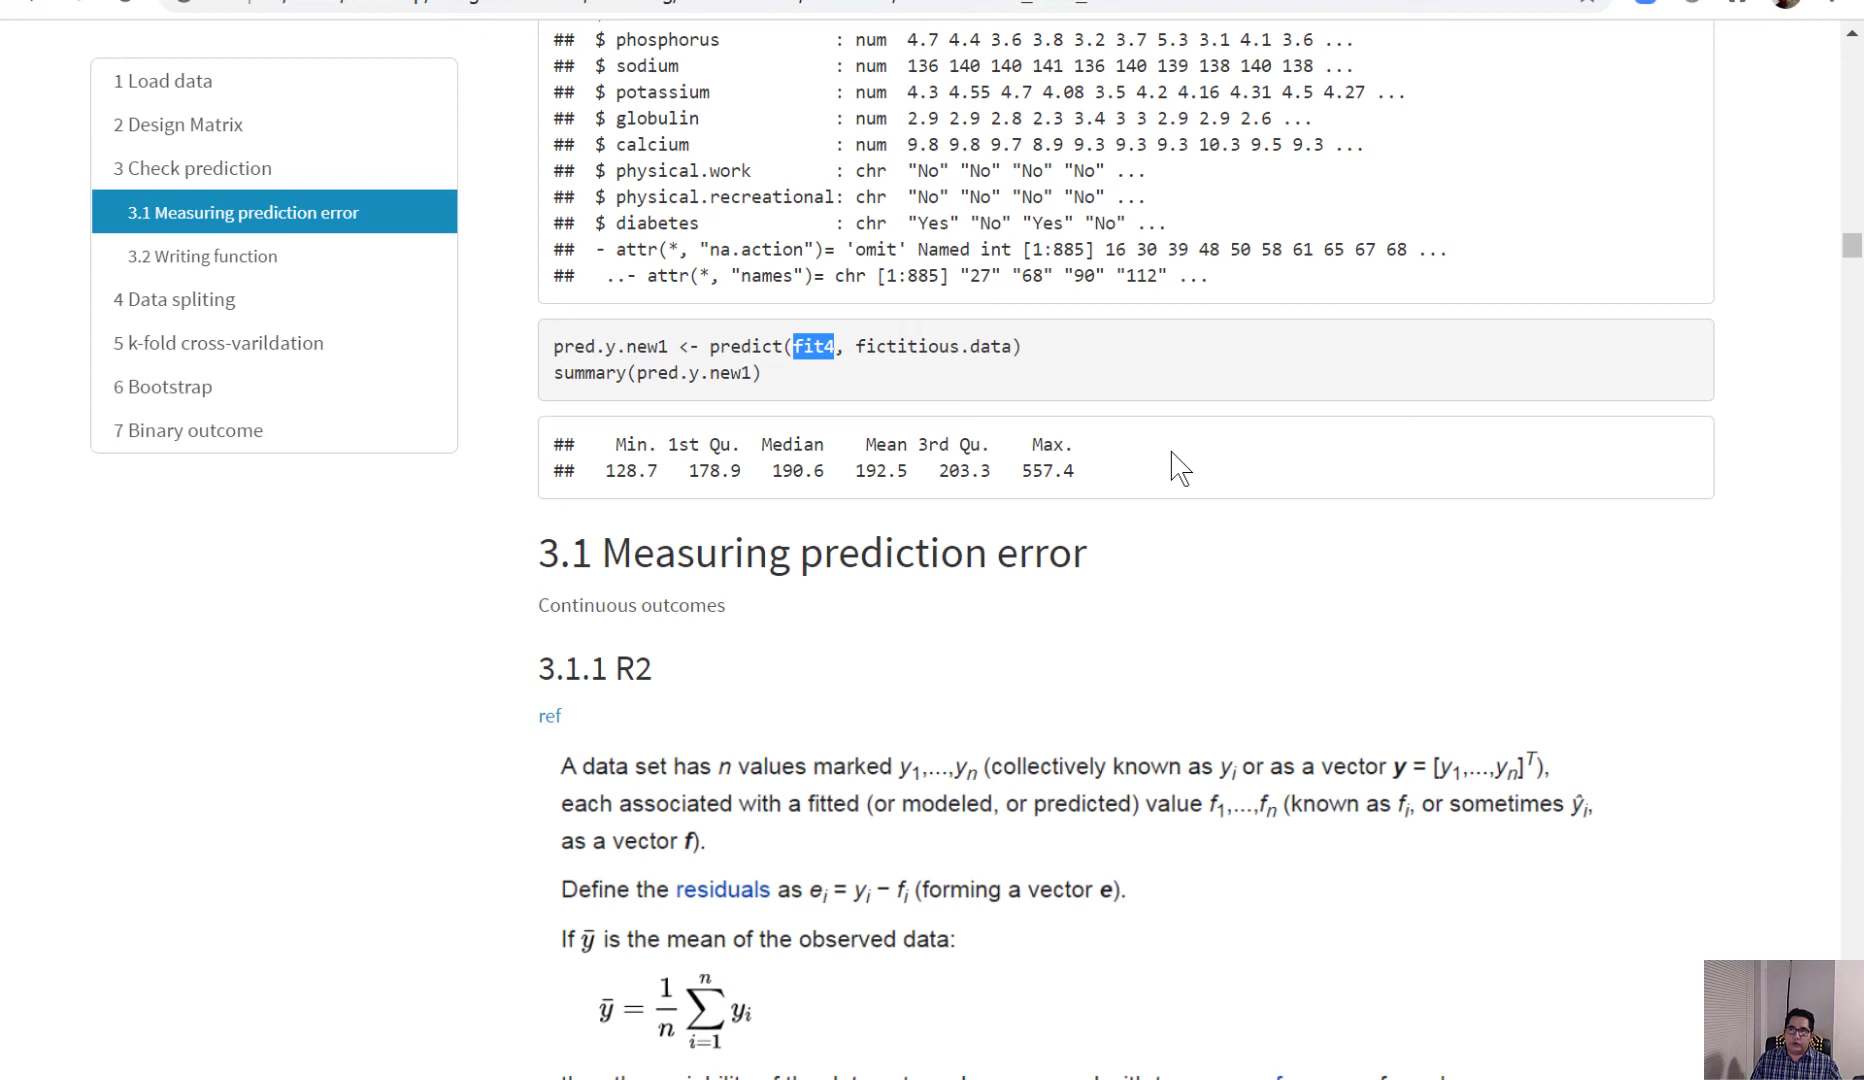 ## $ phosphorus : num 4.7 4.4 3.6 3.8 3.2 3.7 5.3 3.1 4.1 3.6 ...
## $ sodium : num 136 140 140 141 136 140 139 138 140 138 ...
## $ potassium : num 4.3 4.55 4.7 4.08 3.5 4.2 4.16 4.31 4.5 4.27 ...
## $ globulin : num 2.9 2.9 2.8 2.3 3.4 3 3 2.9 2.9 2.6 ...
## $ calcium : num 9.8 9.8 9.7 8.9 9.3 9.3 9.3 10.3 9.5 9.3 ...
## $ physical.work : chr "No" "No" "No" "No" ...
## $ physical.recreational: chr "No" "No" "No" "No" ...
## $ diabetes : chr "Yes" "No" "Yes" "No" ...
## - attr(*, "na.action")= 'omit' Named int [1:885] 16 30 39 48 50 58 61 65 67 68 ...
## ..- attr(*, "names")= chr [1:885] "27" "68" "90" "112" ...
1 Load data
2 Design Matrix
3 Check prediction
3.1 Measuring prediction error
3.2 Writing function
4 Data spliting
5 k-fold cross-varildation
6 Bootstrap
7 Binary outcome
pred.y.new1 <- predict(fit4, fictitious.data)
summary(pred.y.new1)
## Min. 1st Qu. Median Mean 3rd Qu. Max.
## 128.7 178.9 190.6 192.5 203.3 557.4
3.1 Measuring prediction error
Continuous outcomes
3.1.1 R2
ref
A data set has n values marked y₁,...,yₙ (collectively known as yᵢ or as a vector y = [y₁,...,yₙ]ᵀ),
each associated with a fitted (or modeled, or predicted) value f₁,...,fₙ (known as fᵢ, or sometimes ŷᵢ,
as a vector f).
Define the residuals as eᵢ = yᵢ − fᵢ (forming a vector e).
If ȳ is the mean of the observed data:
ȳ = 1/n ∑ᵢ₌₁ⁿ yᵢ